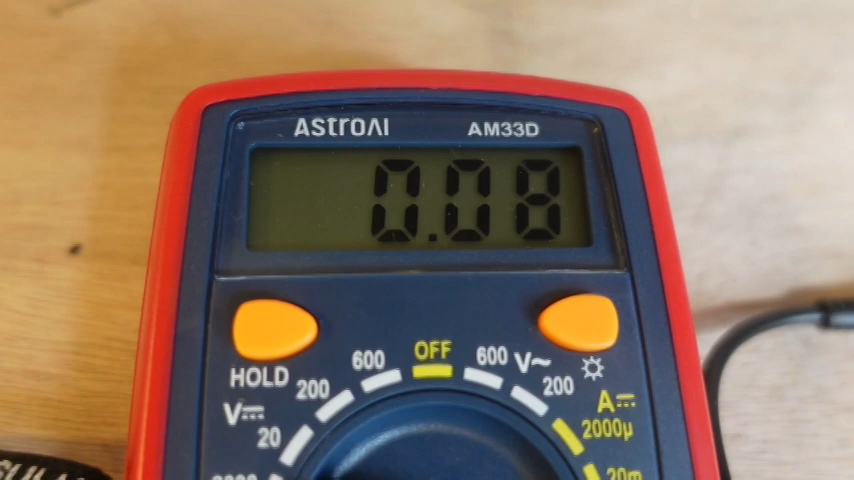 ASTROAI AM33D
0.08
HOLD 200 600 OFF 600 V~ 200
V⎓ 20 A⎓ 2000µ
20m